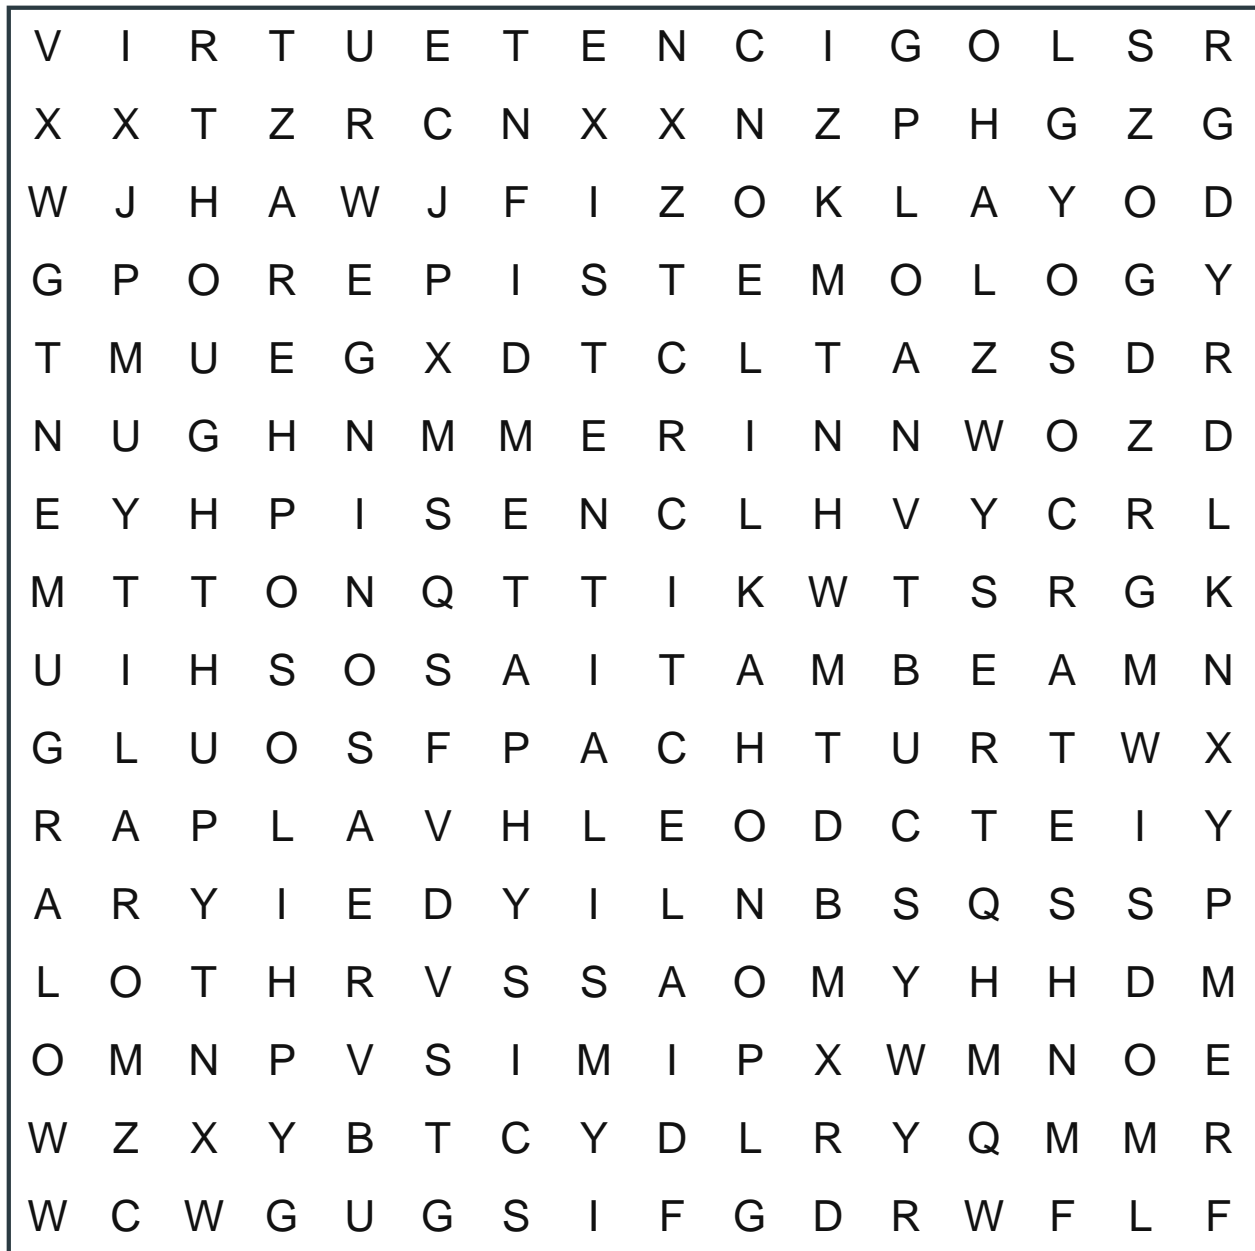 V I R T U E T E N C I G O L S R
X X T Z R C N X X N Z P H G Z G
W J H A W J F I Z O K L A Y O D
G P O R E P I S T E M O L O G Y
T M U E G X D T C L T A Z S D R
N U G H N M M E R I N N W O Z D
E Y H P I S E N C L H V Y C R L
M T T O N Q T T I K W T S R G K
U I H S O S A I T A M B E A M N
G L U O S F P A C H T U R T W X
R A P L A V H L E O D C T E I Y
A R Y I E D Y I L N B S Q S S P
L O T H R V S S A O M Y H H D M
O M N P V S I M I P X W M N O E
W Z X Y B T C Y D L R Y Q M M R
W C W G U G S I F G D R W F L F